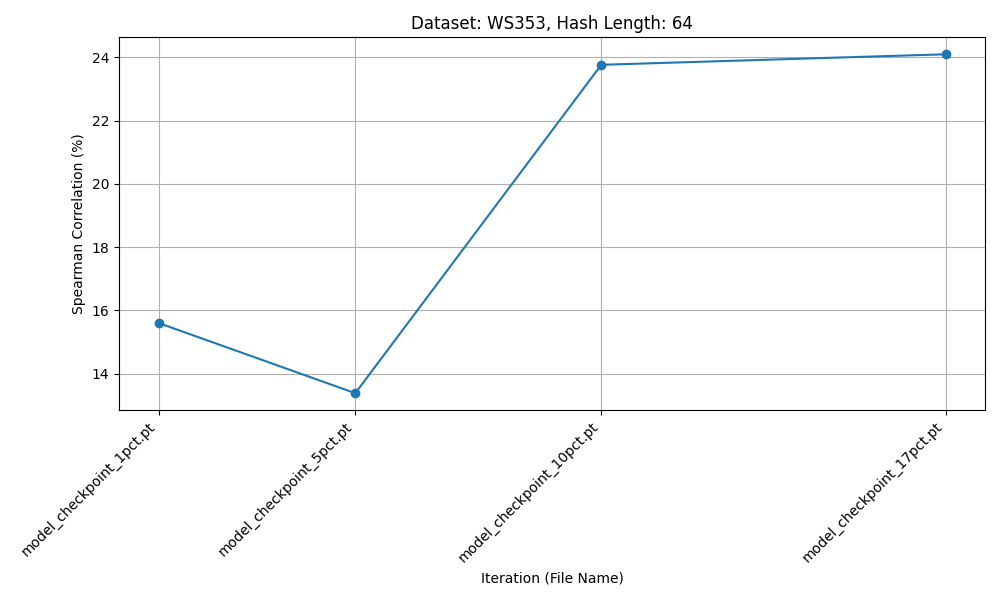 Dataset: WS353, Hash Length: 64
Spearman Correlation (%)
24
22
20
18
16
14
model_checkpoint_1pct.pt
model_checkpoint_5pct.pt
model_checkpoint_10pct.pt
model_checkpoint_17pct.pt
Iteration (File Name)